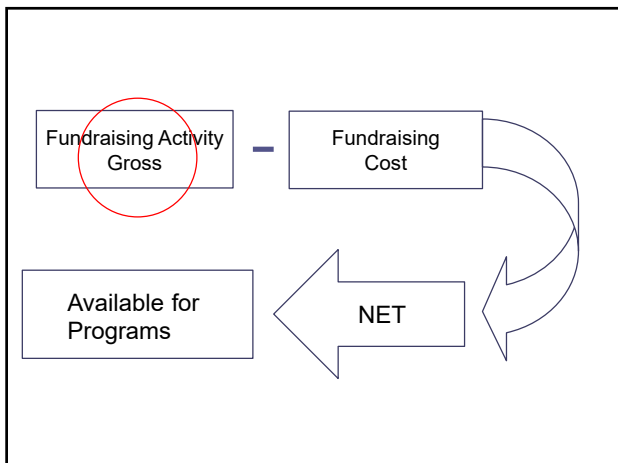 Fundraising Activity
Gross
–
Fundraising
Cost
NET
Available for
Programs